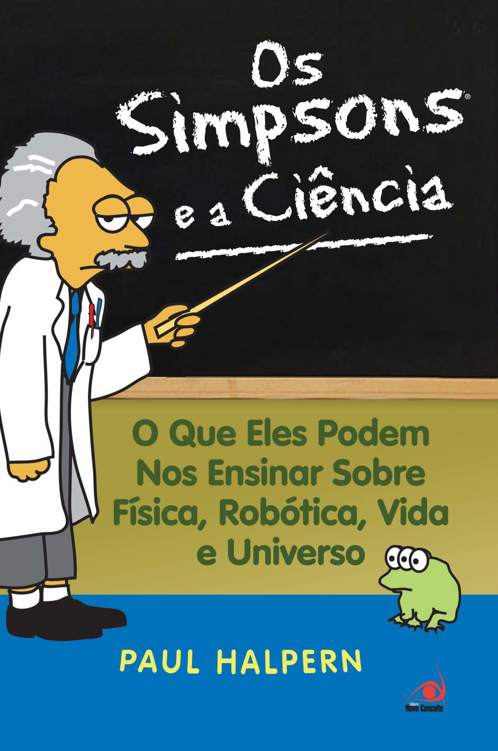 Os
Simpsons®
e a Ciência
O Que Eles Podem
Nos Ensinar Sobre
Física, Robótica, Vida
e Universo
PAUL HALPERN
Novo Conceito